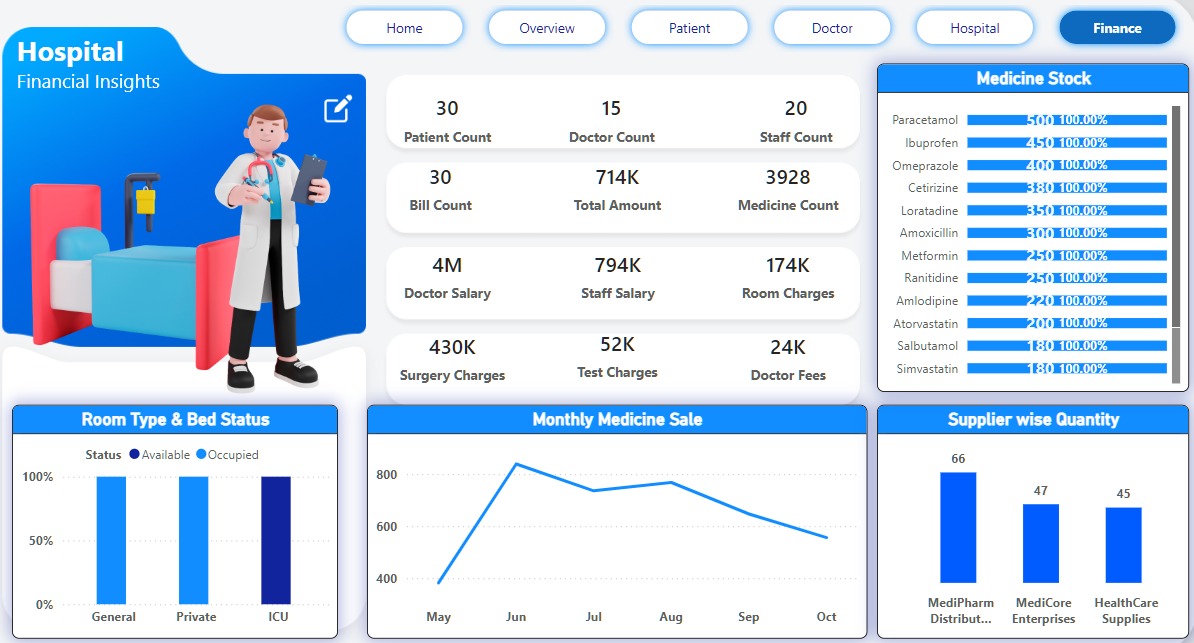 Home Overview Patient Doctor Hospital Finance
Hospital
Financial Insights
30 15 20
Patient Count Doctor Count Staff Count
30 714K 3928
Bill Count Total Amount Medicine Count
4M 794K 174K
Doctor Salary Staff Salary Room Charges
430K 52K 24K
Surgery Charges Test Charges Doctor Fees
Medicine Stock
Paracetamol 500 100.00%
Ibuprofen 450 100.00%
Omeprazole 400 100.00%
Cetirizine 380 100.00%
Loratadine 350 100.00%
Amoxicillin 300 100.00%
Metformin 250 100.00%
Ranitidine 250 100.00%
Amlodipine 220 100.00%
Atorvastatin 200 100.00%
Salbutamol 180 100.00%
Simvastatin 180 100.00%
Room Type & Bed Status
Status Available Occupied
100%
50%
0%
General Private ICU
Monthly Medicine Sale
800
600
400
May Jun Jul Aug Sep Oct
Supplier wise Quantity
66
47
45
MediPharm MediCore HealthCare
Distribut... Enterprises Supplies